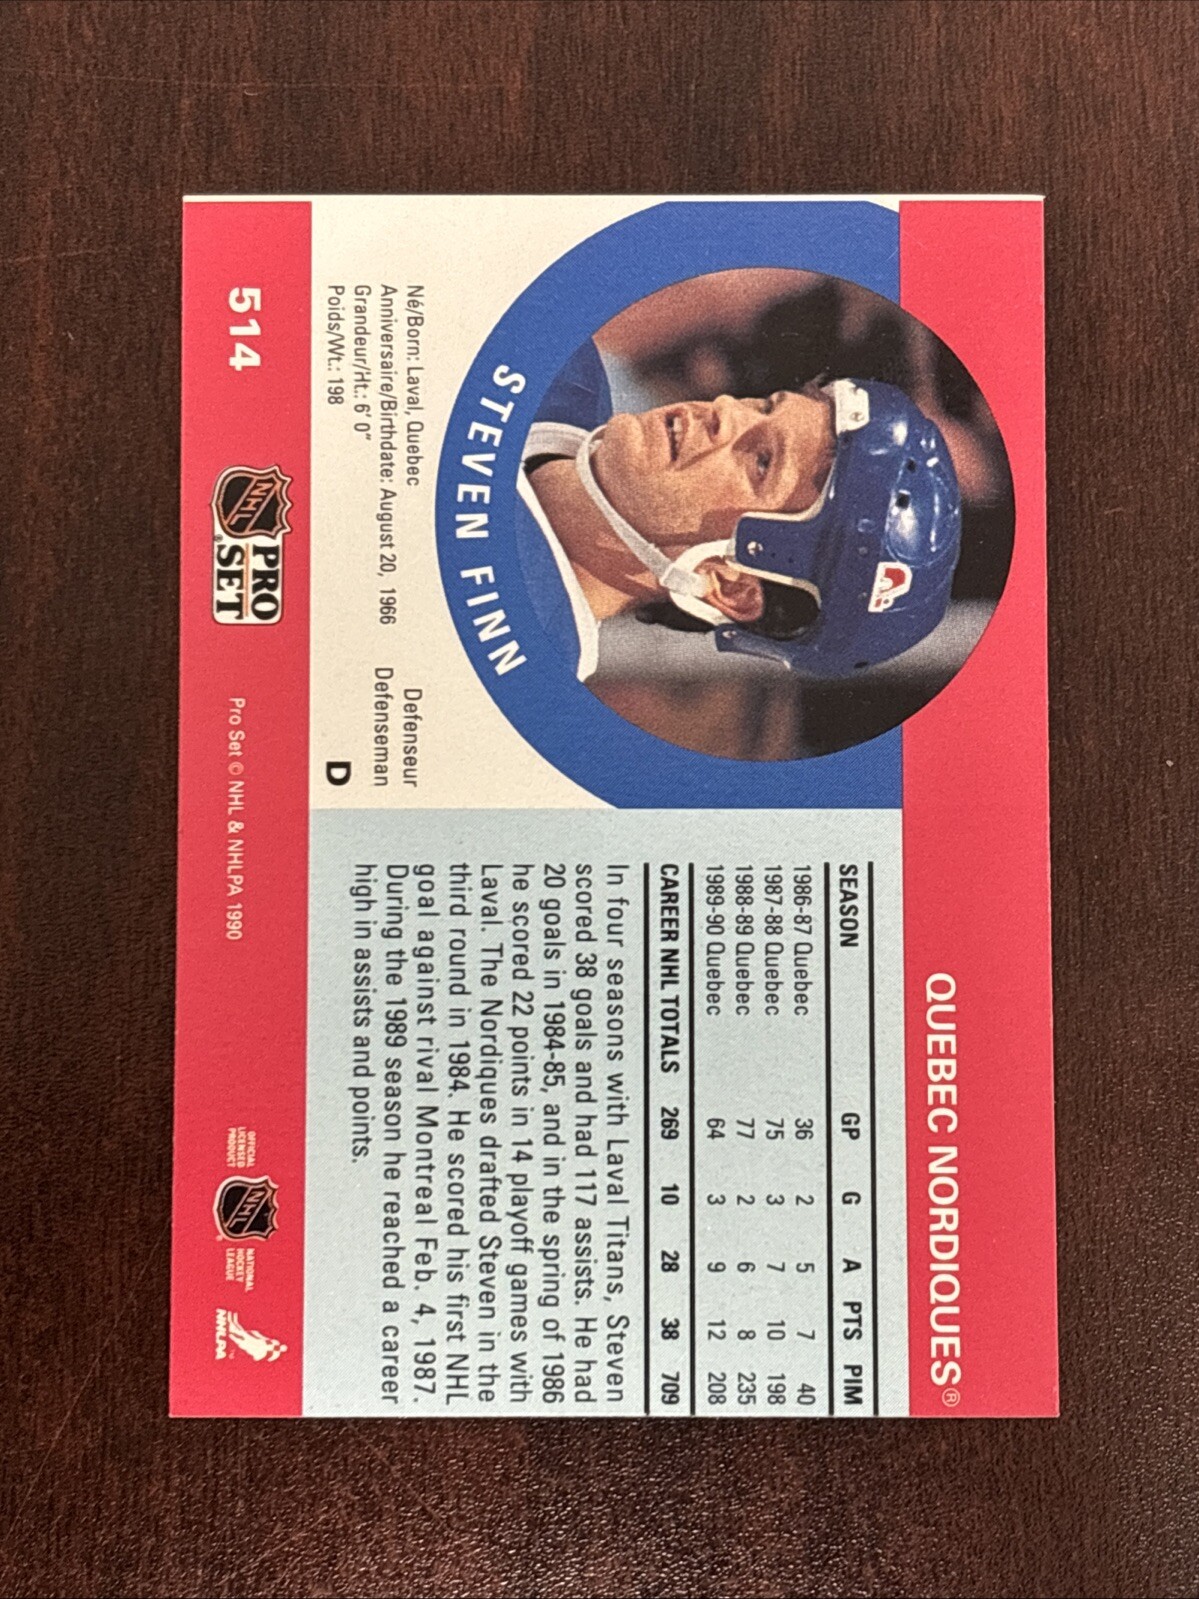 QUEBEC NORDIQUES®
STEVEN FINN
Né/Born: Laval, Quebec
Anniversaire/Birthdate: August 20, 1966
Grandeur/Ht.: 6' 0"
Poids/Wt.: 198
Defenseur
Defenseman
D
SEASON GP G A PTS PIM
1986-87 Quebec 36 2 5 7 40
1987-88 Quebec 75 3 7 10 198
1988-89 Quebec 77 2 6 8 235
1989-90 Quebec 64 3 9 12 208
CAREER NHL TOTALS 269 10 28 38 709
In four seasons with Laval Titans, Steven
scored 38 goals and had 117 assists. He had
20 goals in 1984-85, and in the spring of 1986
he scored 22 points in 14 playoff games with
Laval. The Nordiques drafted Steven in the
third round in 1984. He scored his first NHL
goal against rival Montreal Feb. 4, 1987.
During the 1989 season he reached a career
high in assists and points.
514
NHL
PRO
SET®
Pro Set © NHL & NHLPA 1990
OFFICIAL
LICENSED
PRODUCT
NHL®
NATIONAL
HOCKEY
LEAGUE
NHLPA™